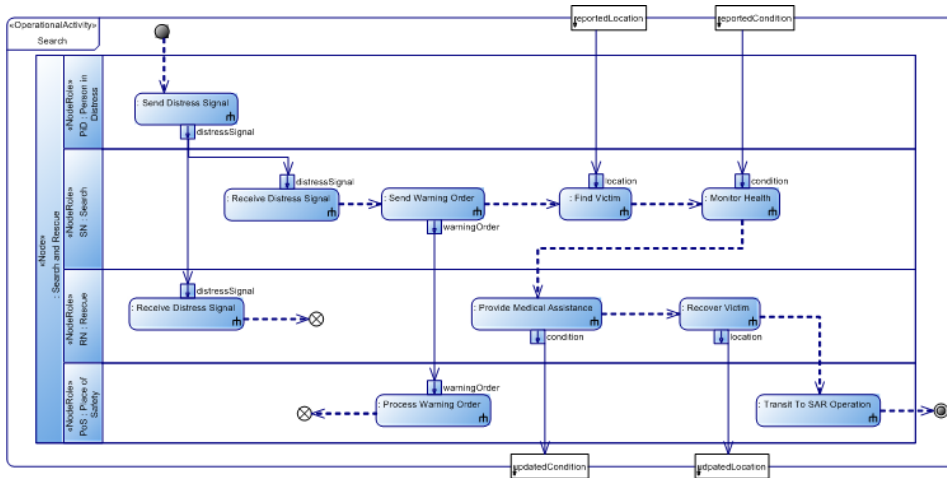 «OperationalActivity»
Search
reportedLocation
reportedCondition
«Node»
: Search and Rescue
«NodeRole»
PiD : Person in
Distress
: Send Distress Signal
distressSignal
«NodeRole»
SN : Search
distressSignal
location
condition
: Receive Distress Signal
: Send Warning Order
: Find Victim
: Monitor Health
warningOrder
«NodeRole»
RN : Rescue
distressSignal
: Receive Distress Signal
: Provide Medical Assistance
: Recover Victim
condition
location
«NodeRole»
PoS : Place of
Safety
warningOrder
: Process Warning Order
: Transit To SAR Operation
updatedCondition
udpatedLocation